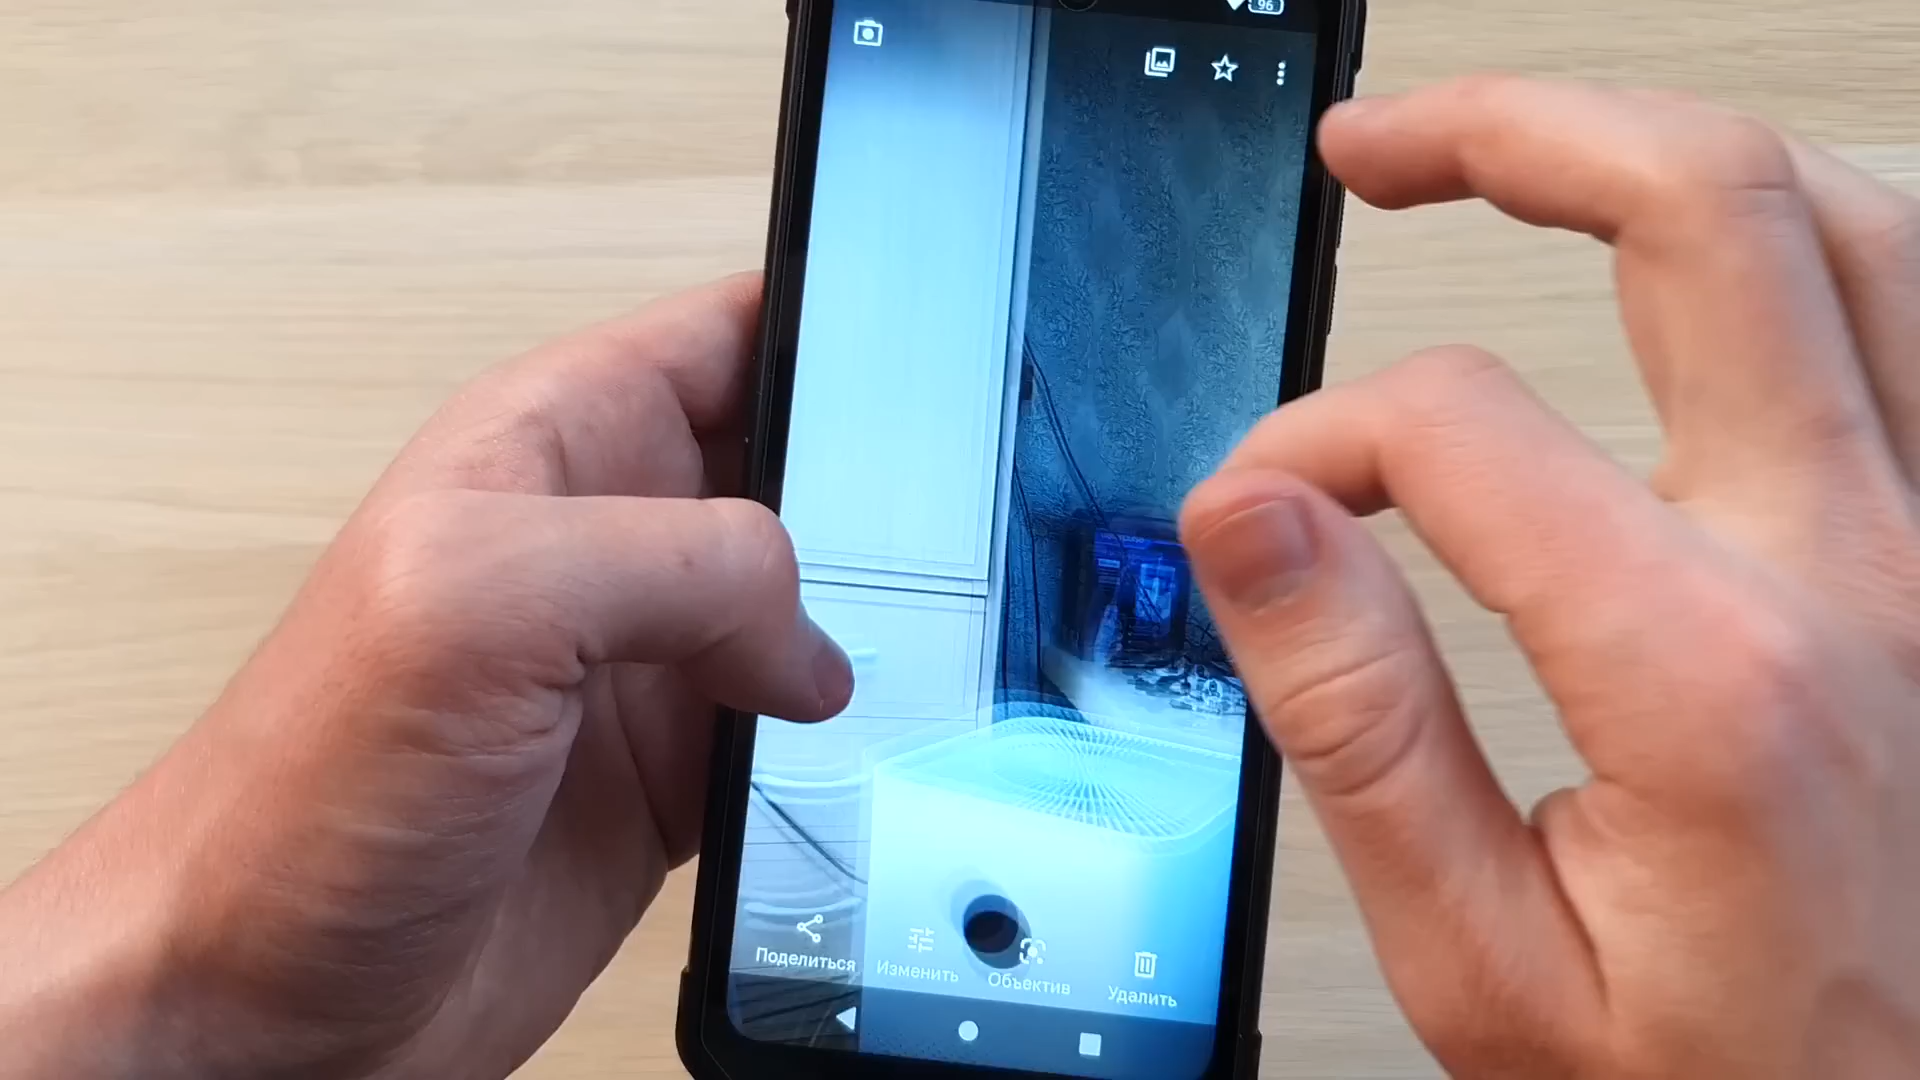 96
Поделиться
Изменить
Объектив
Удалить